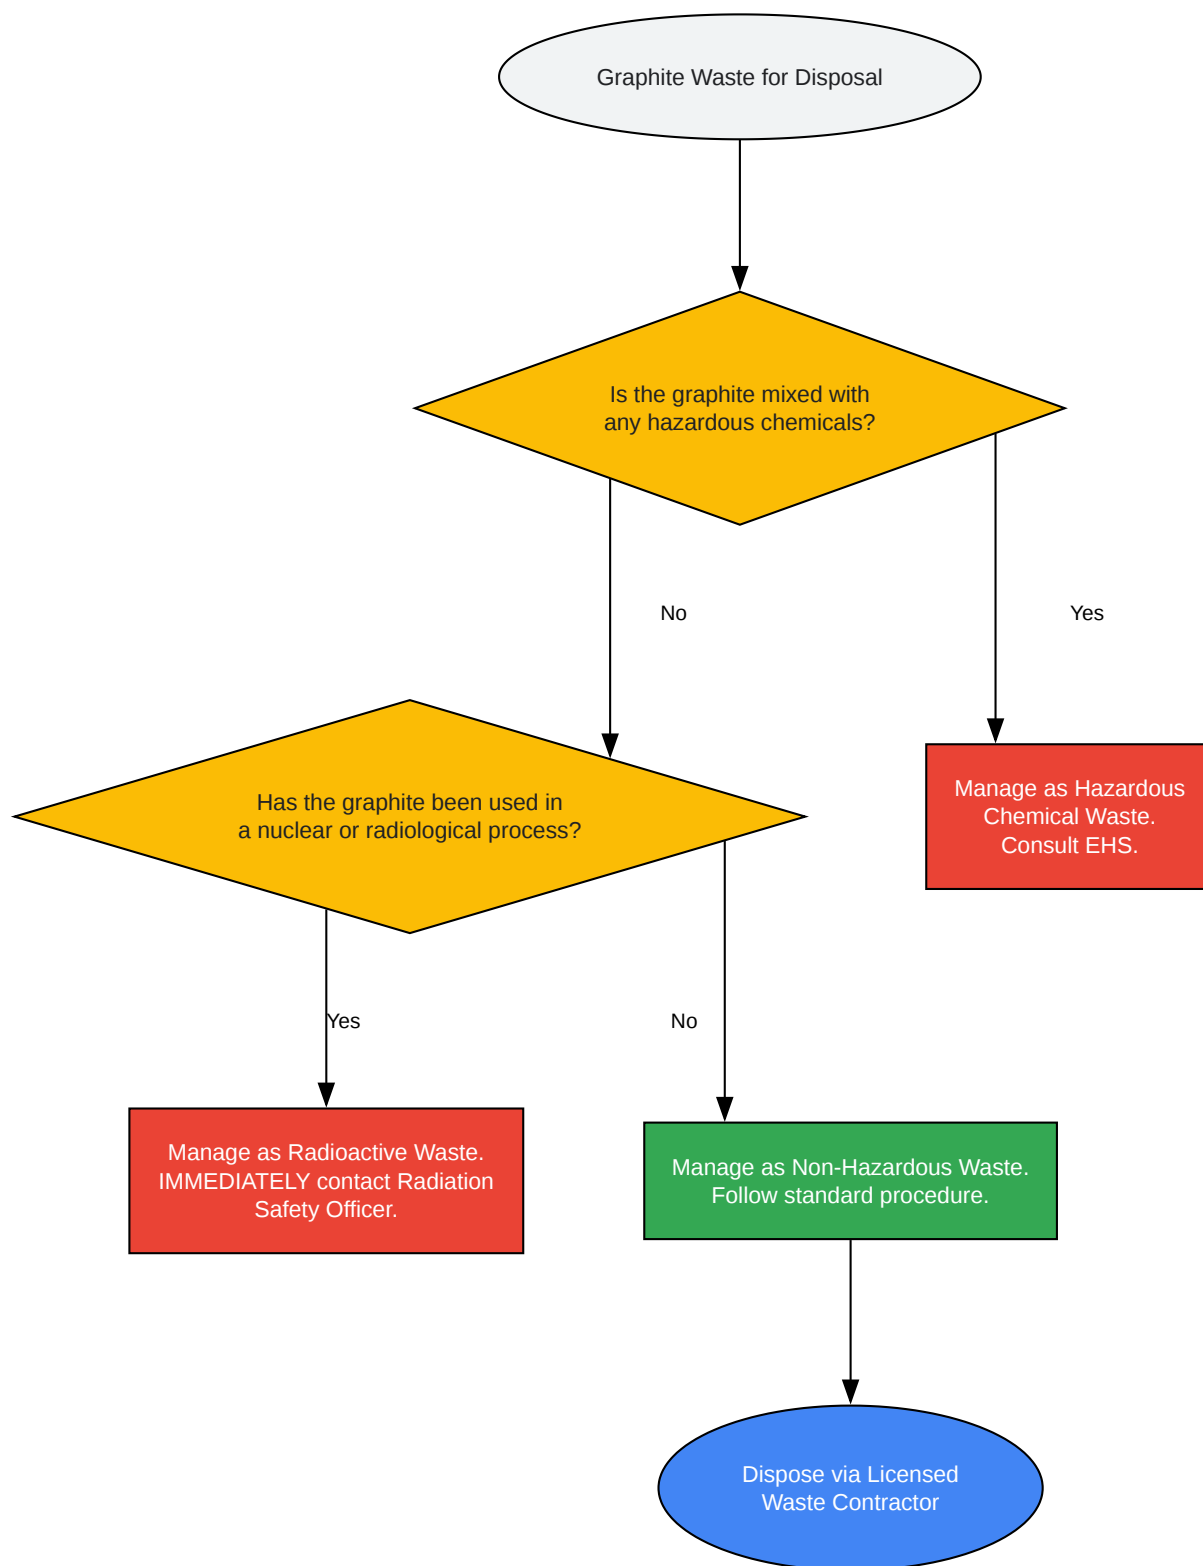 Graphite Waste for Disposal
Is the graphite mixed with
any hazardous chemicals?
No
Yes
Has the graphite been used in
a nuclear or radiological process?
Manage as Hazardous
Chemical Waste.
Consult EHS.
Yes
No
Manage as Radioactive Waste.
IMMEDIATELY contact Radiation
Safety Officer.
Manage as Non-Hazardous Waste.
Follow standard procedure.
Dispose via Licensed
Waste Contractor